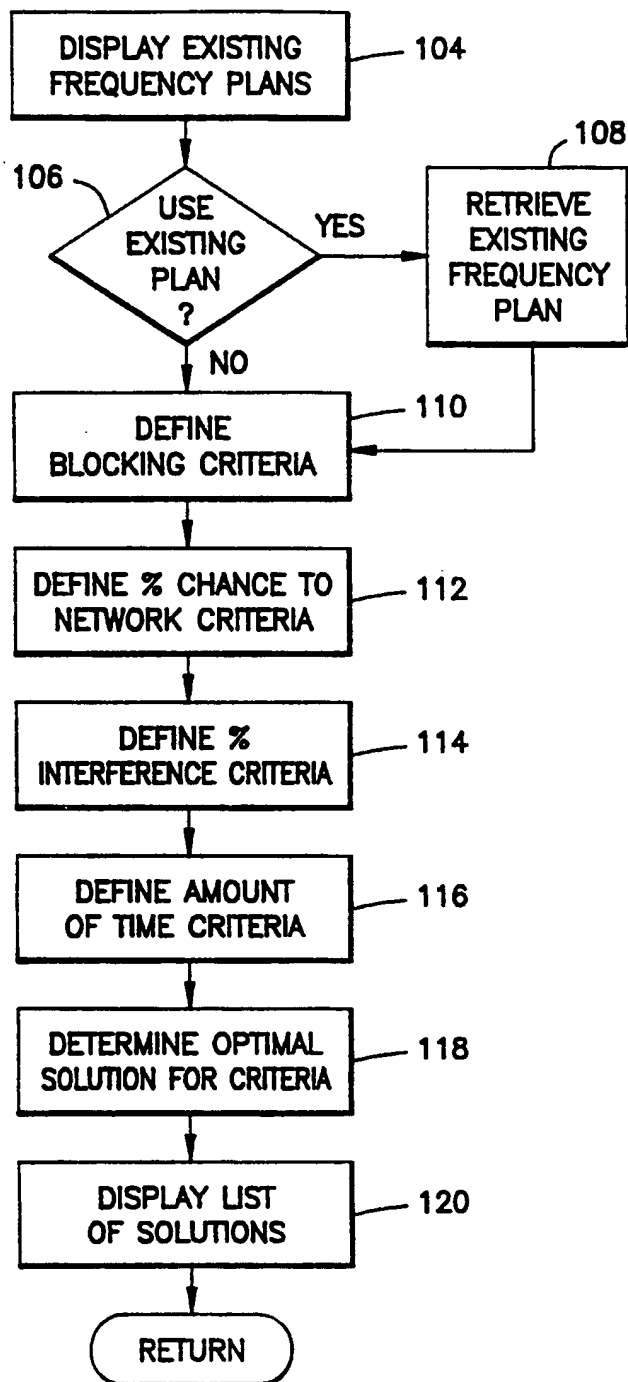 DISPLAY EXISTING
FREQUENCY PLANS
104
106
USE
EXISTING
PLAN
?
YES
108
RETRIEVE
EXISTING
FREQUENCY
PLAN
NO
DEFINE
BLOCKING CRITERIA
110
DEFINE % CHANCE TO
NETWORK CRITERIA
112
DEFINE %
INTERFERENCE CRITERIA
114
DEFINE AMOUNT
OF TIME CRITERIA
116
DETERMINE OPTIMAL
SOLUTION FOR CRITERIA
118
DISPLAY LIST
OF SOLUTIONS
120
RETURN